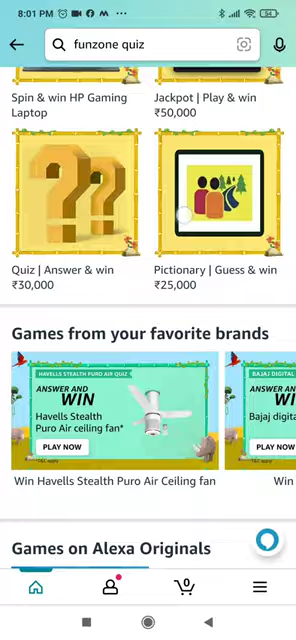 8:01 PM
54
funzone quiz
Spin & win HP Gaming
Laptop
Jackpot | Play & win
₹50,000
? ?
Quiz | Answer & win
₹30,000
Pictionary | Guess & win
₹25,000
Games from your favorite brands
HAVELLS STEALTH PURO AIR QUIZ
ANSWER AND
WIN
Havells Stealth
Puro Air ceiling fan*
PLAY NOW
BAJAJ DIGITAL
ANSWER AN
WI
Bajaj digita
PLAY NOW
Win Havells Stealth Puro Air Ceiling fan
Win
Games on Alexa Originals
0